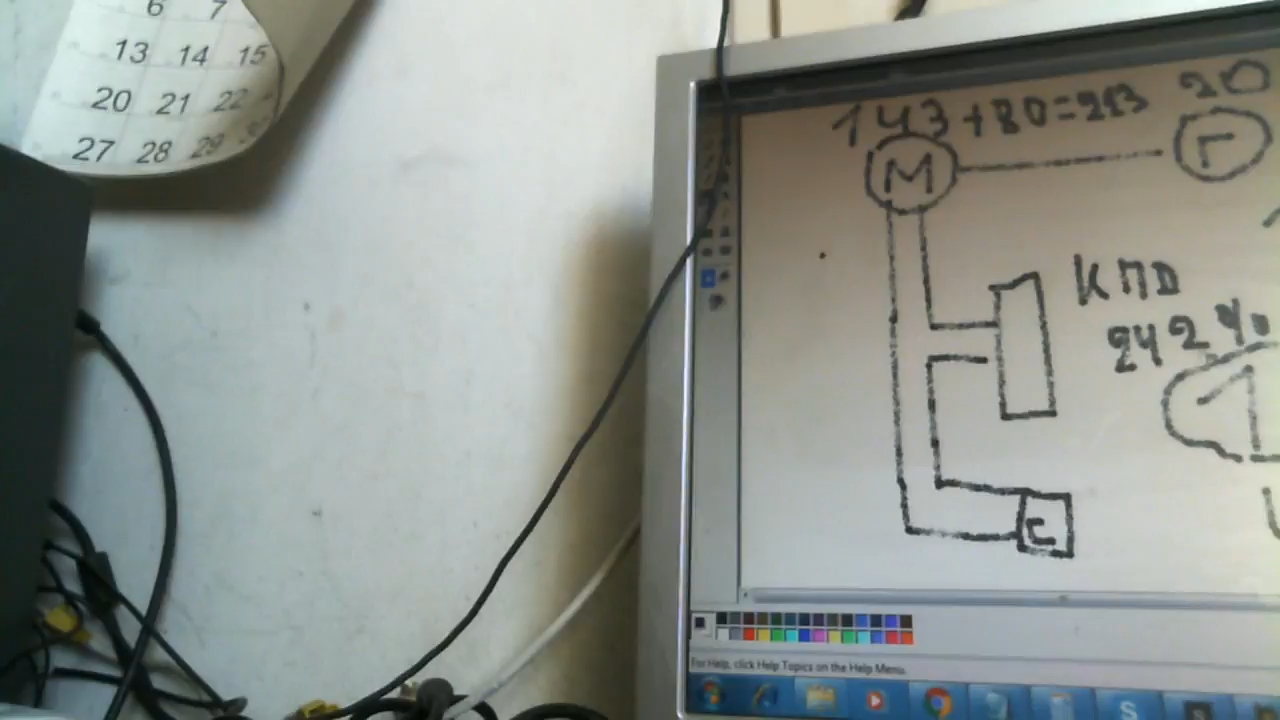 6 7
13 14 15
20 21 22
27 28 29
143+80=223 20
М Г
КПД
242%
1
С
For Help, click Help Topics on the Help Menu.
S